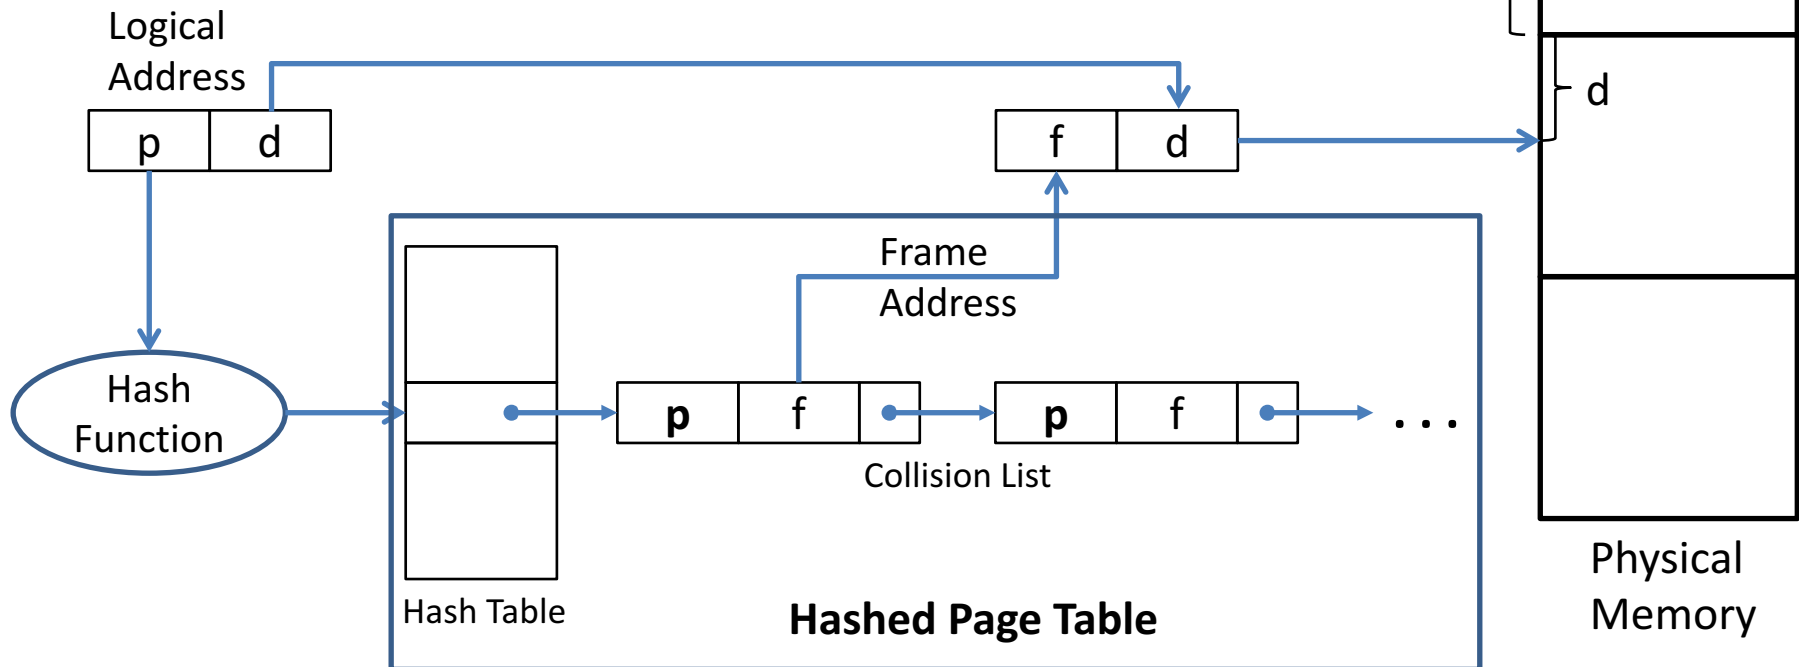 Logical
Address
p d
f d
d
Frame
Address
Hash
Function
p f
p f
. . .
Collision List
Hash Table
Hashed Page Table
Physical
Memory